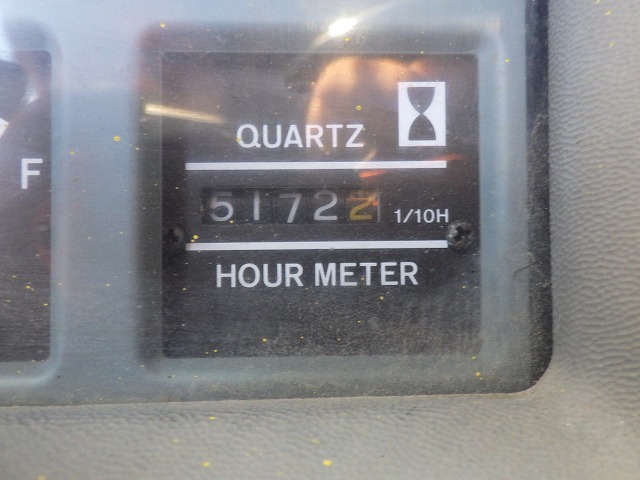 F
QUARTZ
51722 1/10H
HOUR METER